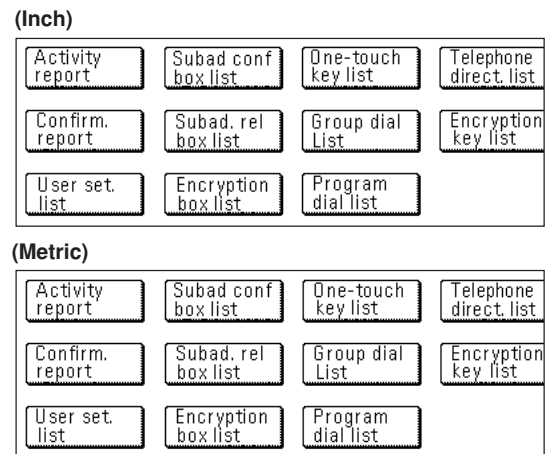 (Inch)
Activity report
Subad conf box list
One-touch key list
Telephone direct. list
Confirm. report
Subad. rel box list
Group dial List
Encryption key list
User set. list
Encryption box list
Program dial list
(Metric)
Activity report
Subad conf box list
One-touch key list
Telephone direct. list
Confirm. report
Subad. rel box list
Group dial List
Encryption key list
User set. list
Encryption box list
Program dial list